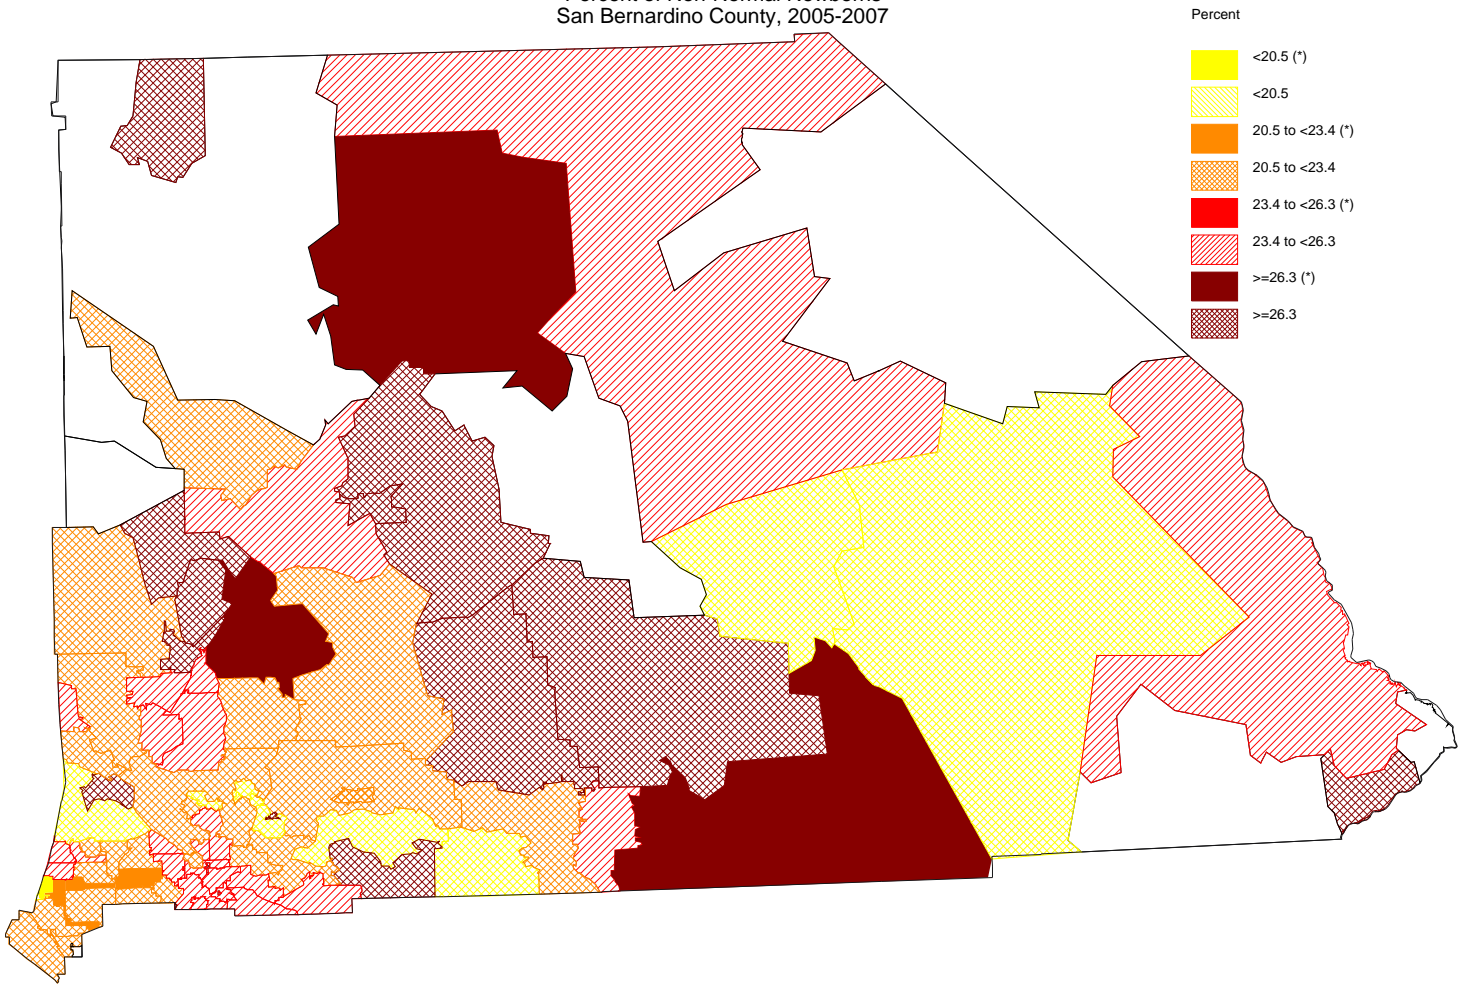 San Bernardino County, 2005-2007
Percent
<20.5 (*)
<20.5
20.5 to <23.4 (*)
20.5 to <23.4
23.4 to <26.3 (*)
23.4 to <26.3
>=26.3 (*)
>=26.3